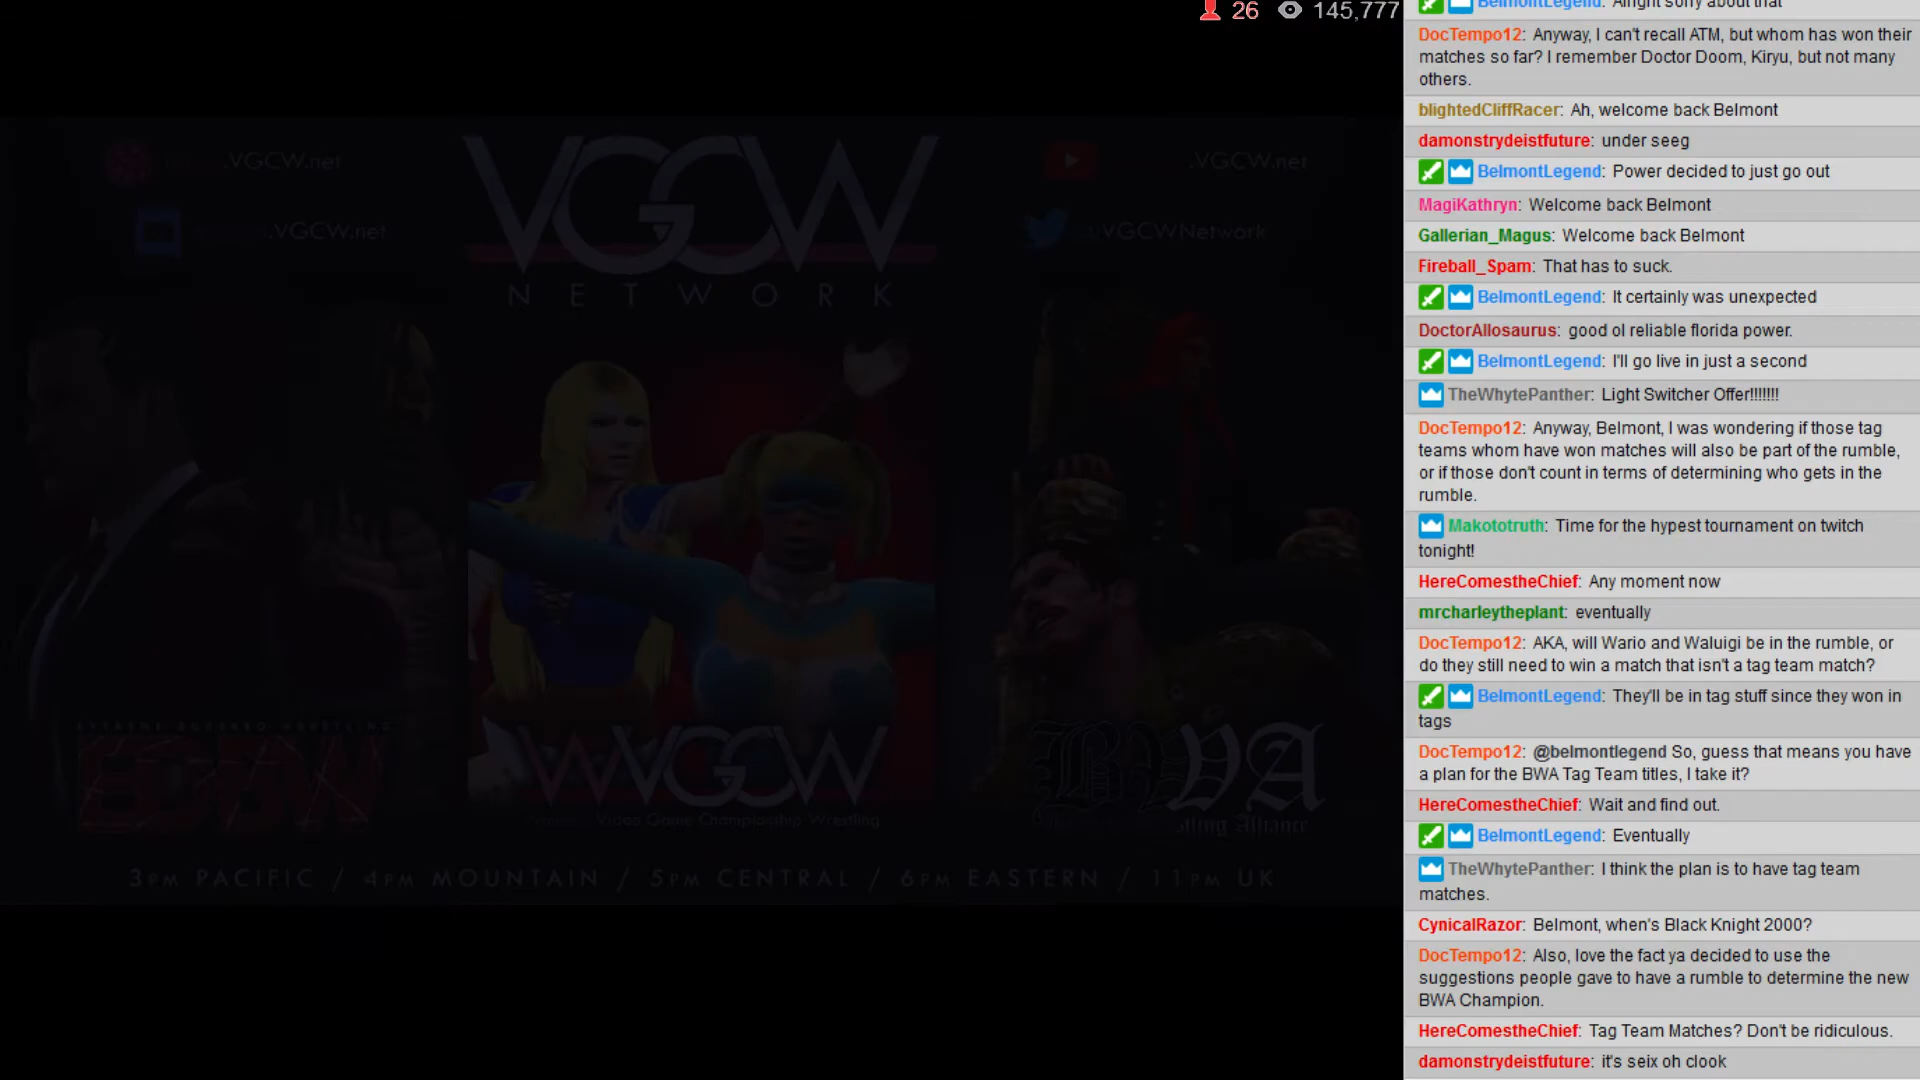 26 145,777
.VGCW.net
VGCW
.VGCW.net
.VGCW.net
@VGCWNetwork
NETWORK
EDBW
WVGCW
BWA
Video Game Championship Wrestling
3PM PACIFIC / 4PM MOUNTAIN / 5PM CENTRAL / 6PM EASTERN / 11PM UK
BelmontLegend: Alright sorry about that
DocTempo12: Anyway, I can't recall ATM, but whom has won their
matches so far? I remember Doctor Doom, Kiryu, but not many
others.
blightedCliffRacer: Ah, welcome back Belmont
damonstrydeistfuture: under seeg
BelmontLegend: Power decided to just go out
MagiKathryn: Welcome back Belmont
Gallerian_Magus: Welcome back Belmont
Fireball_Spam: That has to suck.
BelmontLegend: It certainly was unexpected
DoctorAllosaurus: good ol reliable florida power.
BelmontLegend: I'll go live in just a second
TheWhytePanther: Light Switcher Offer!!!!!!!
DocTempo12: Anyway, Belmont, I was wondering if those tag
teams whom have won matches will also be part of the rumble,
or if those don't count in terms of determining who gets in the
rumble.
Makototruth: Time for the hypest tournament on twitch
tonight!
HereComestheChief: Any moment now
mrcharleytheplant: eventually
DocTempo12: AKA, will Wario and Waluigi be in the rumble, or
do they still need to win a match that isn't a tag team match?
BelmontLegend: They'll be in tag stuff since they won in
tags
DocTempo12: @belmontlegend So, guess that means you have
a plan for the BWA Tag Team titles, I take it?
HereComestheChief: Wait and find out.
BelmontLegend: Eventually
TheWhytePanther: I think the plan is to have tag team
matches.
CynicalRazor: Belmont, when's Black Knight 2000?
DocTempo12: Also, love the fact ya decided to use the
suggestions people gave to have a rumble to determine the new
BWA Champion.
HereComestheChief: Tag Team Matches? Don't be ridiculous.
damonstrydeistfuture: it's seix oh clook